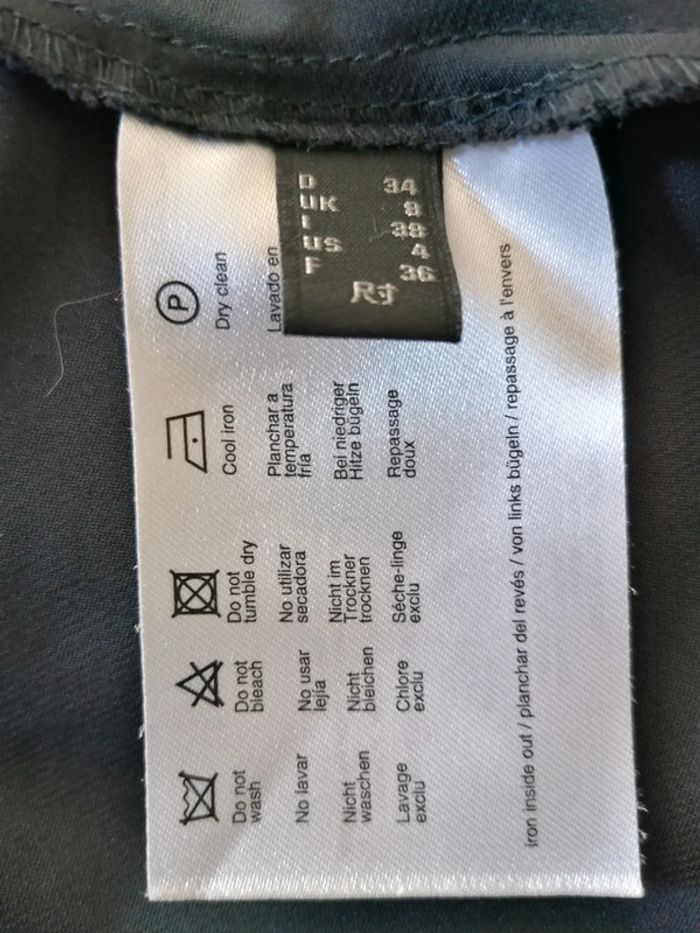 D 34
UK 8
I 38
US 4
F 36
尺寸
Do not
wash
No lavar
Nicht
waschen
Lavage
exclu
Do not
bleach
No usar
lejía
Nicht
bleichen
Chlore
exclu
Do not
tumble dry
No utilizar
secadora
Nicht im
Trockner
trocknen
Séche-linge
exclu
Cool iron
Planchar a
temperatura
fría
Bei niedriger
Hitze bügeln
Repassage
doux
P
Dry clean
Lavado en
iron inside out / planchar del revés / von links bügeln / repassage à l'envers